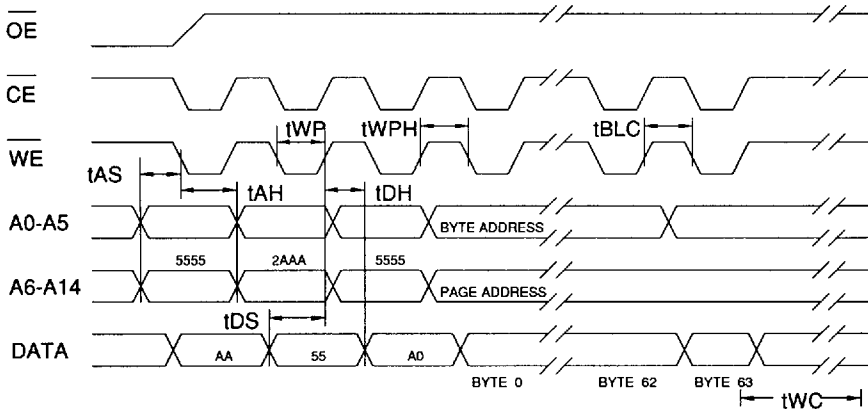 OE
CE
tWP tWPH tBLC
WE
tAS
tAH tDH
A0-A5 BYTE ADDRESS
5555 2AAA 5555
A6-A14 PAGE ADDRESS
tDS
DATA AA 55 A0
BYTE 0 BYTE 62 BYTE 63
tWC